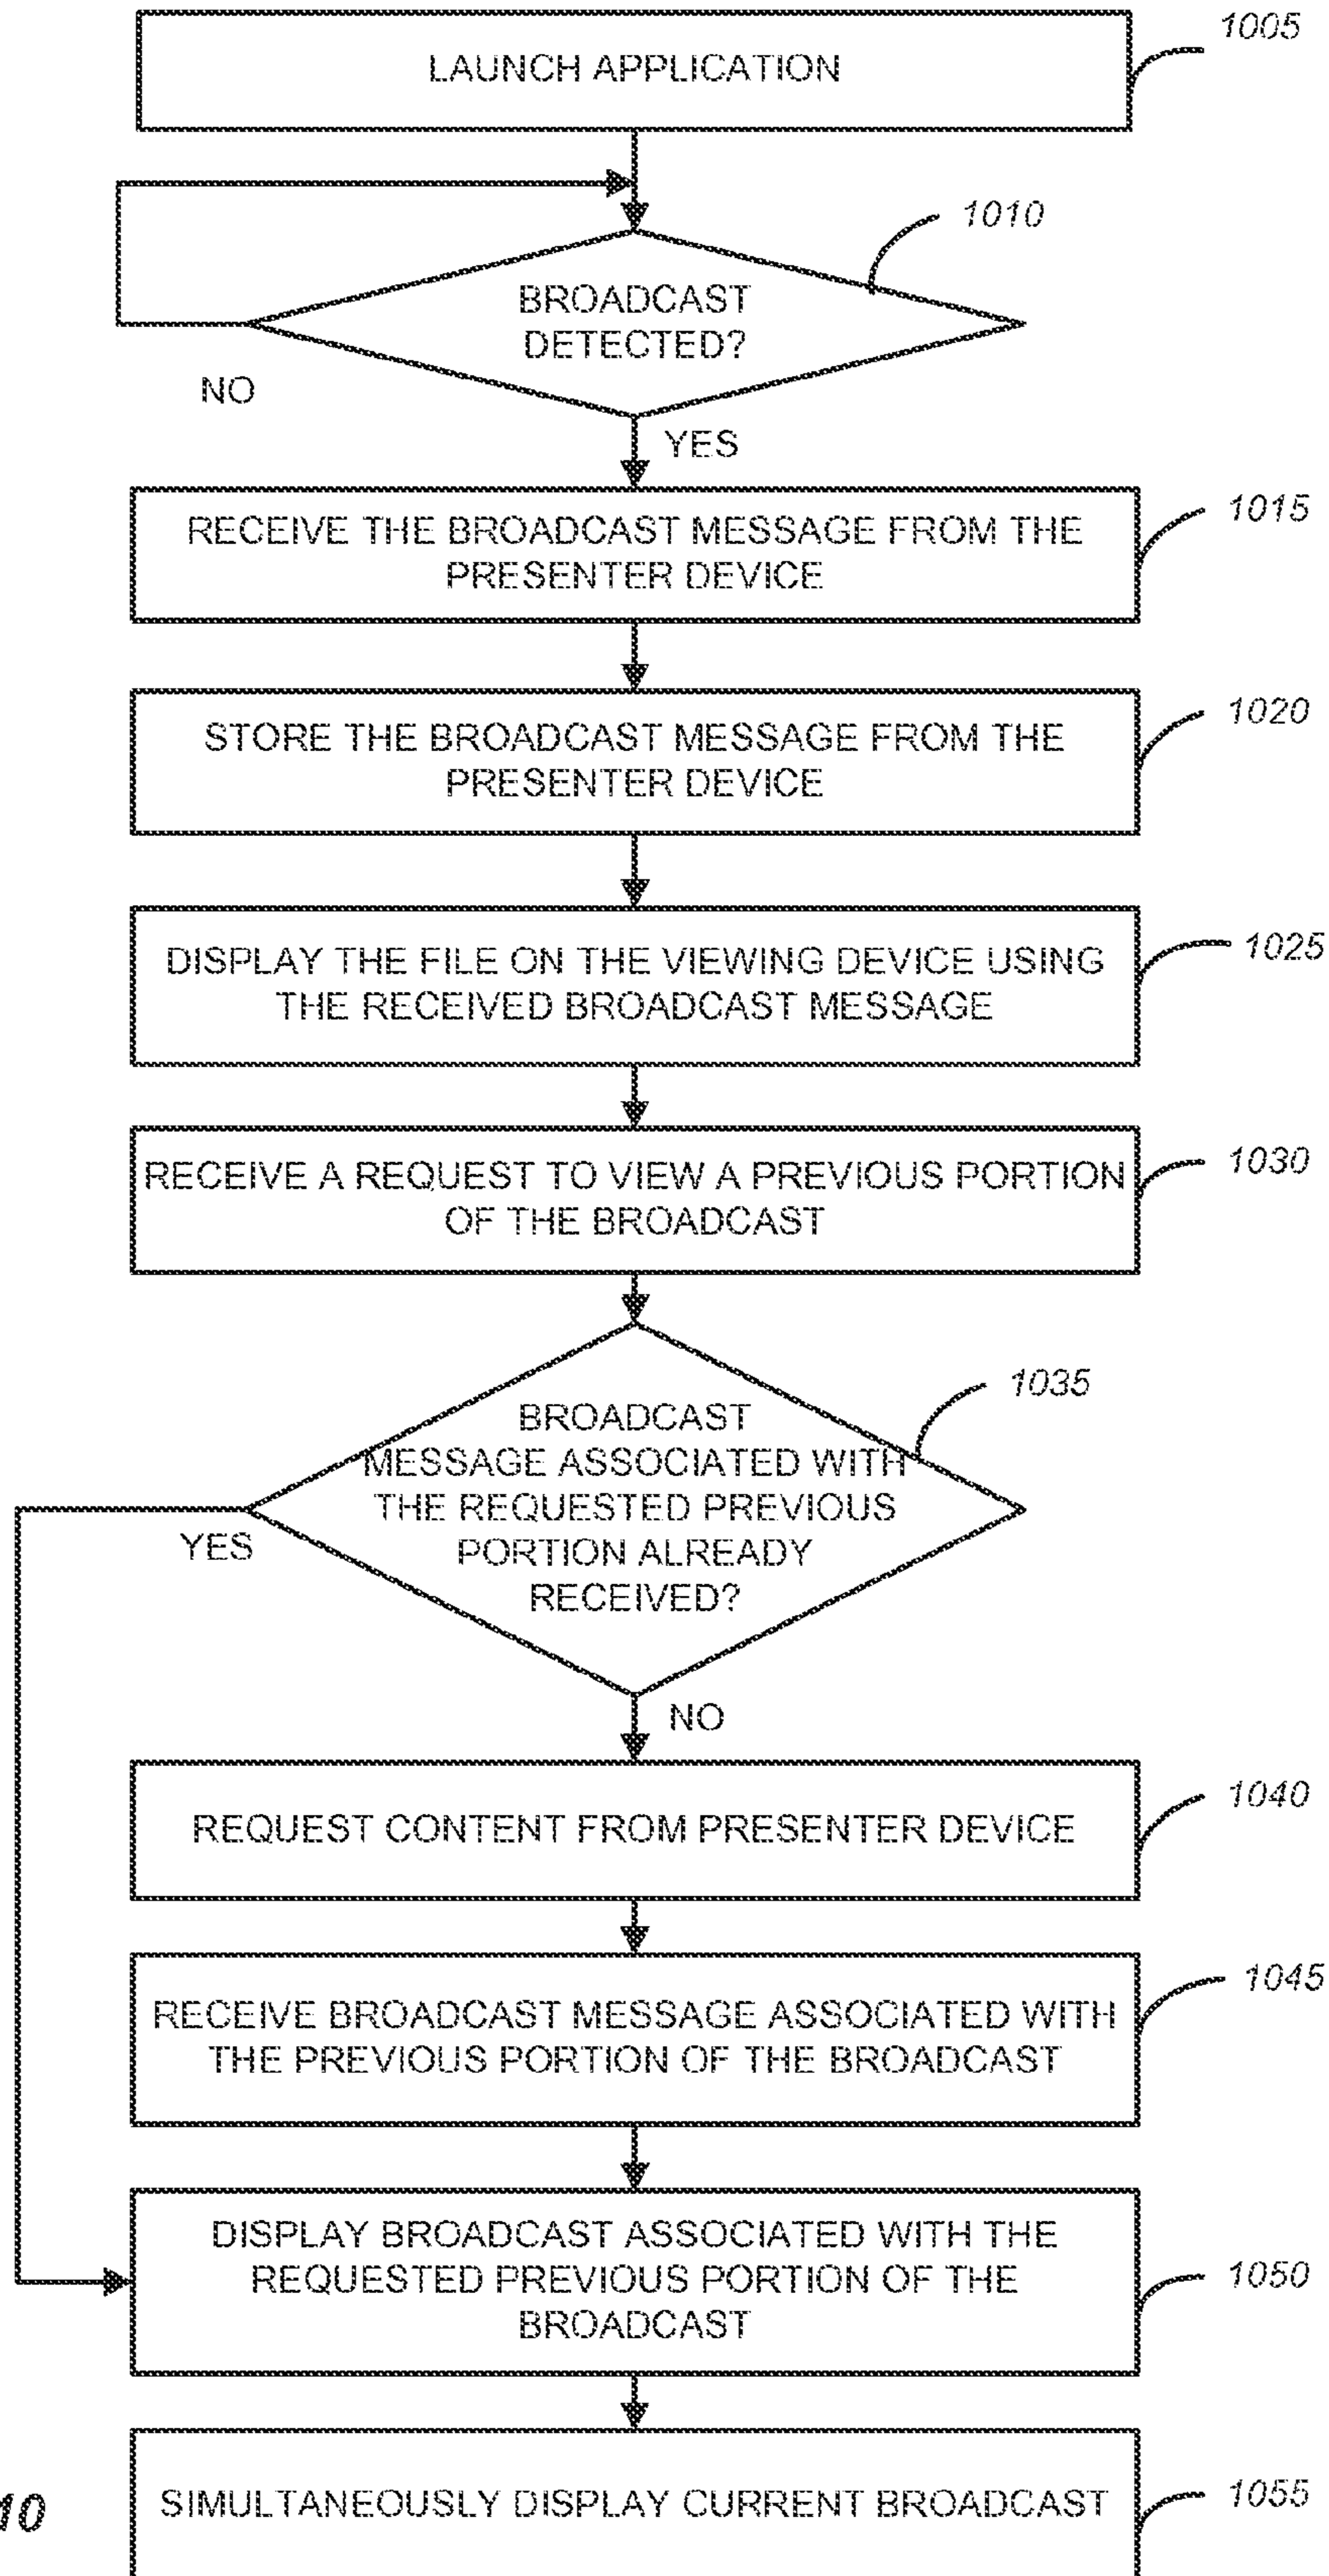 LAUNCH APPLICATION
1005
1010
BROADCAST
DETECTED?
NO
YES
RECEIVE THE BROADCAST MESSAGE FROM THE
PRESENTER DEVICE
1015
STORE THE BROADCAST MESSAGE FROM THE
PRESENTER DEVICE
1020
DISPLAY THE FILE ON THE VIEWING DEVICE USING
THE RECEIVED BROADCAST MESSAGE
1025
RECEIVE A REQUEST TO VIEW A PREVIOUS PORTION
OF THE BROADCAST
1030
1035
BROADCAST
MESSAGE ASSOCIATED WITH
THE REQUESTED PREVIOUS
PORTION ALREADY
RECEIVED?
YES
NO
REQUEST CONTENT FROM PRESENTER DEVICE
1040
RECEIVE BROADCAST MESSAGE ASSOCIATED WITH
THE PREVIOUS PORTION OF THE BROADCAST
1045
DISPLAY BROADCAST ASSOCIATED WITH THE
REQUESTED PREVIOUS PORTION OF THE
BROADCAST
1050
SIMULTANEOUSLY DISPLAY CURRENT BROADCAST
1055
10